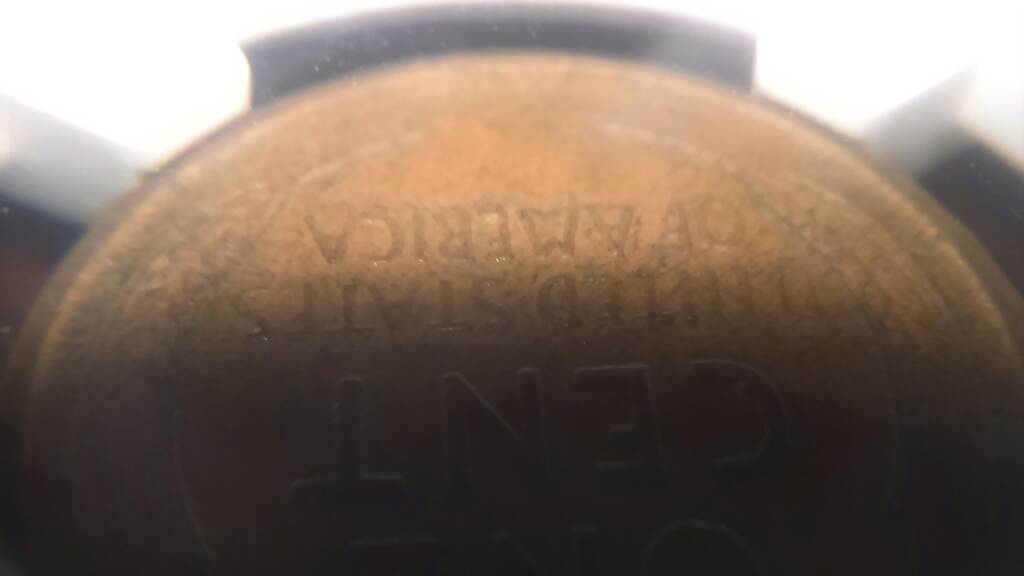 ONE
CENT
UNITED STATES
OF AMERICA